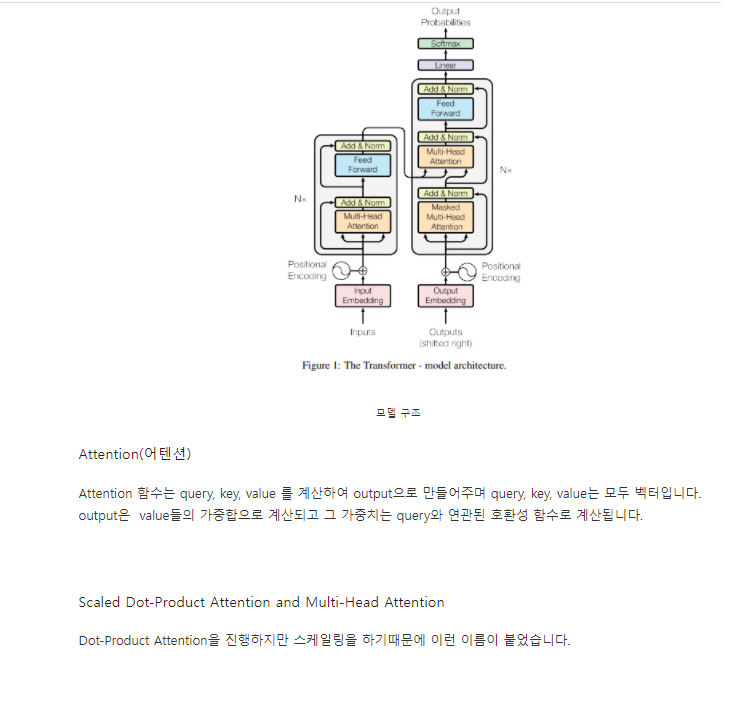 Output
Probabilities
Softmax
Linear
Add & Norm
Feed
Forward
Add & Norm
Multi-Head
Attention
Nx
Add & Norm
Masked
Multi-Head
Attention
Add & Norm
Feed
Forward
Nx
Add & Norm
Multi-Head
Attention
Positional
Encoding
Positional
Encoding
Input
Embedding
Output
Embedding
Inputs
Outputs
(shifted right)
Figure 1: The Transformer - model architecture.
모델 구조
Attention(어텐션)
Attention 함수는 query, key, value 를 계산하여 output으로 만들어주며 query, key, value는 모두 벡터입니다.
output은 value들의 가중합으로 계산되고 그 가중치는 query와 연관된 호환성 함수로 계산됩니다.
Scaled Dot-Product Attention and Multi-Head Attention
Dot-Product Attention을 진행하지만 스케일링을 하기때문에 이런 이름이 붙었습니다.